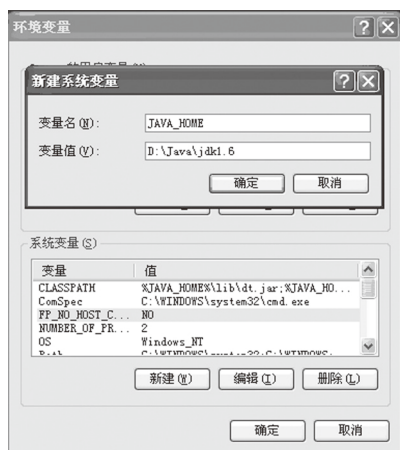 环境变量
新建系统变量
变量名(N):
JAVA_HOME
变量值(V):
D:\Java\jdk1.6
确定 取消
系统变量(S)
变量 值
CLASSPATH %JAVA_HOME%\lib\dt.jar;%JAVA_HO...
ComSpec C:\WINDOWS\system32\cmd.exe
FP_NO_HOST_C... NO
NUMBER_OF_PR... 2
OS Windows_NT
新建(W) 编辑(I) 删除(L)
确定 取消